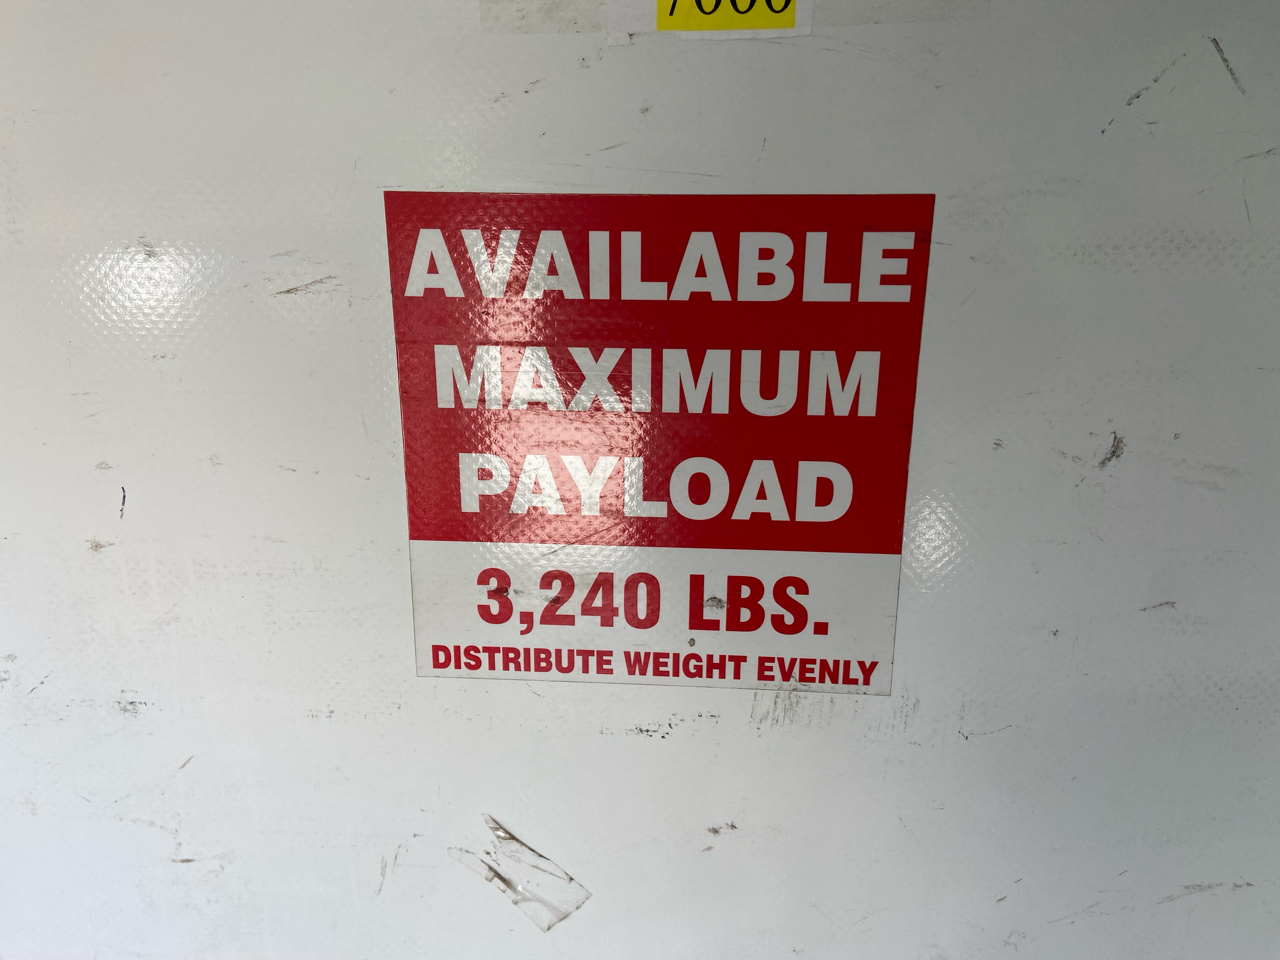 AVAILABLE
MAXIMUM
PAYLOAD
3,240 LBS.
DISTRIBUTE WEIGHT EVENLY